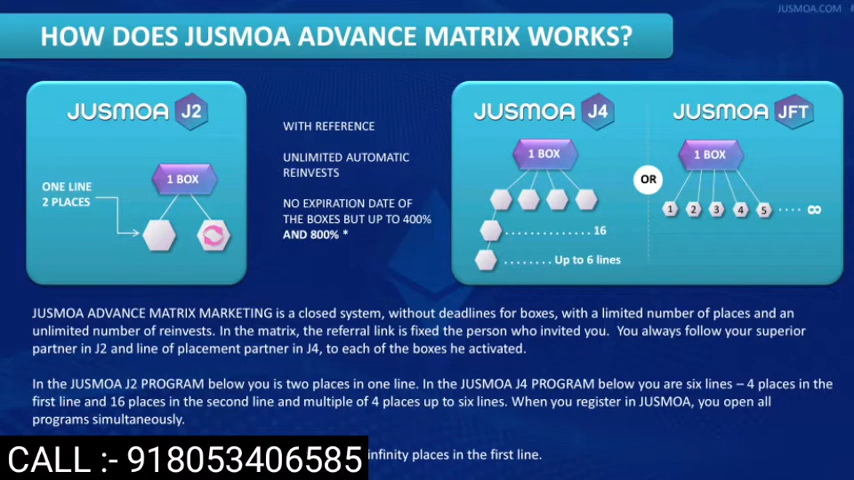 JUSMOA.COM
HOW DOES JUSMOA ADVANCE MATRIX WORKS?
JUSMOA J2
1 BOX
ONE LINE
2 PLACES
WITH REFERENCE
UNLIMITED AUTOMATIC
REINVESTS
NO EXPIRATION DATE OF
THE BOXES BUT UP TO 400%
AND 800% *
JUSMOA J4
1 BOX
. . . . . . . . . . . . . . 16
. . . . . . . . Up to 6 lines
OR
JUSMOA JFT
1 BOX
1 2 3 4 5 . . . . ∞
JUSMOA ADVANCE MATRIX MARKETING is a closed system, without deadlines for boxes, with a limited number of places and an
unlimited number of reinvests. In the matrix, the referral link is fixed the person who invited you. You always follow your superior
partner in J2 and line of placement partner in J4, to each of the boxes he activated.
In the JUSMOA J2 PROGRAM below you is two places in one line. In the JUSMOA J4 PROGRAM below you are six lines – 4 places in the
first line and 16 places in the second line and multiple of 4 places up to six lines. When you register in JUSMOA, you open all
programs simultaneously.
infinity places in the first line.
CALL :- 918053406585